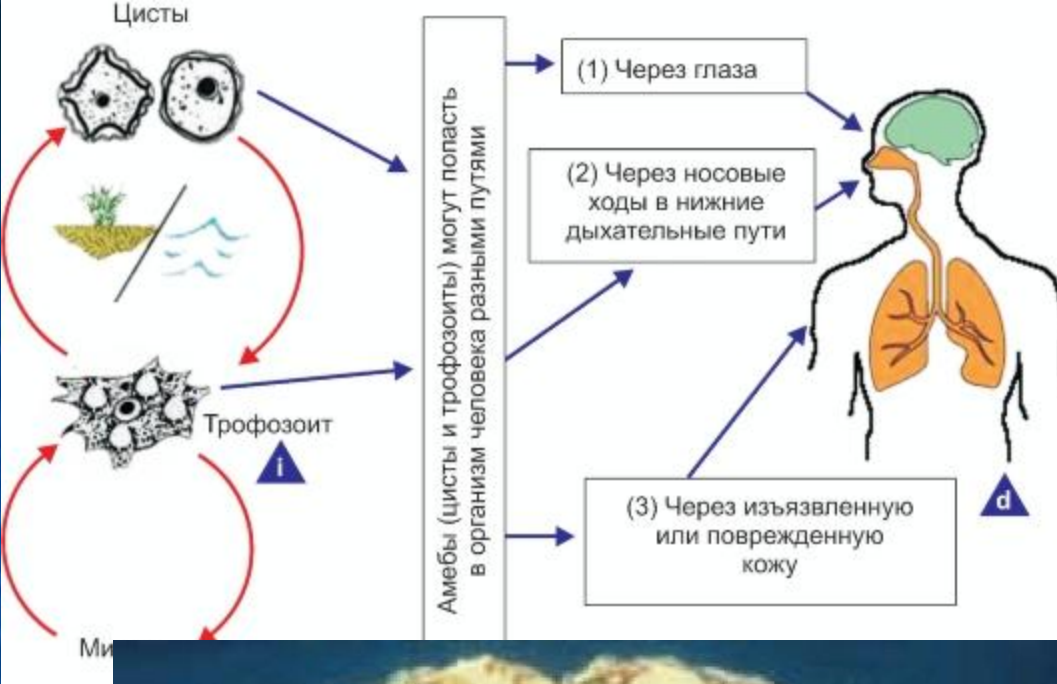 Цисты
Трофозоит
i
Амебы (цисты и трофозоиты) могут попасть
в организм человека разными путями
(1) Через глаза
(2) Через носовые
ходы в нижние
дыхательные пути
(3) Через изъязвленную
или поврежденную
кожу
d